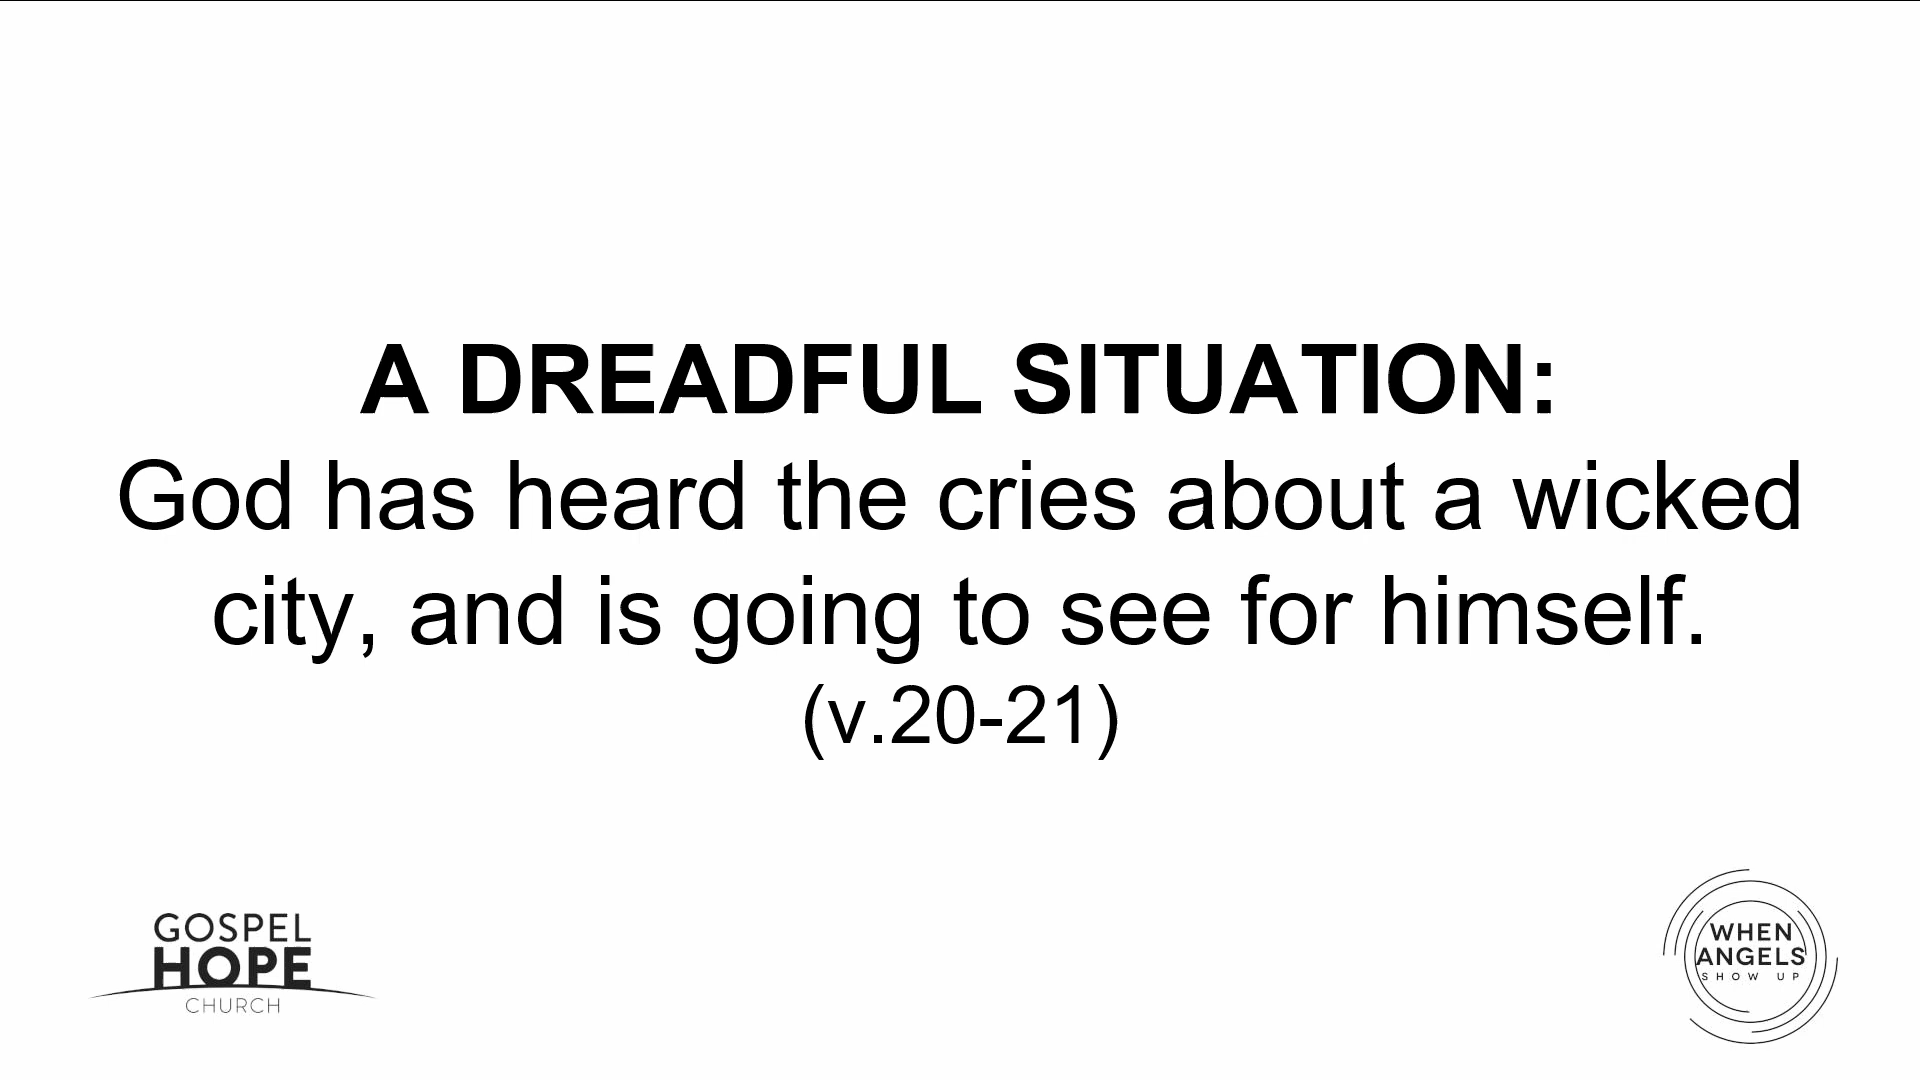 A DREADFUL SITUATION:
God has heard the cries about a wicked
city, and is going to see for himself.
(v.20-21)
GOSPEL
HOPE
CHURCH
WHEN
ANGELS
SHOW UP